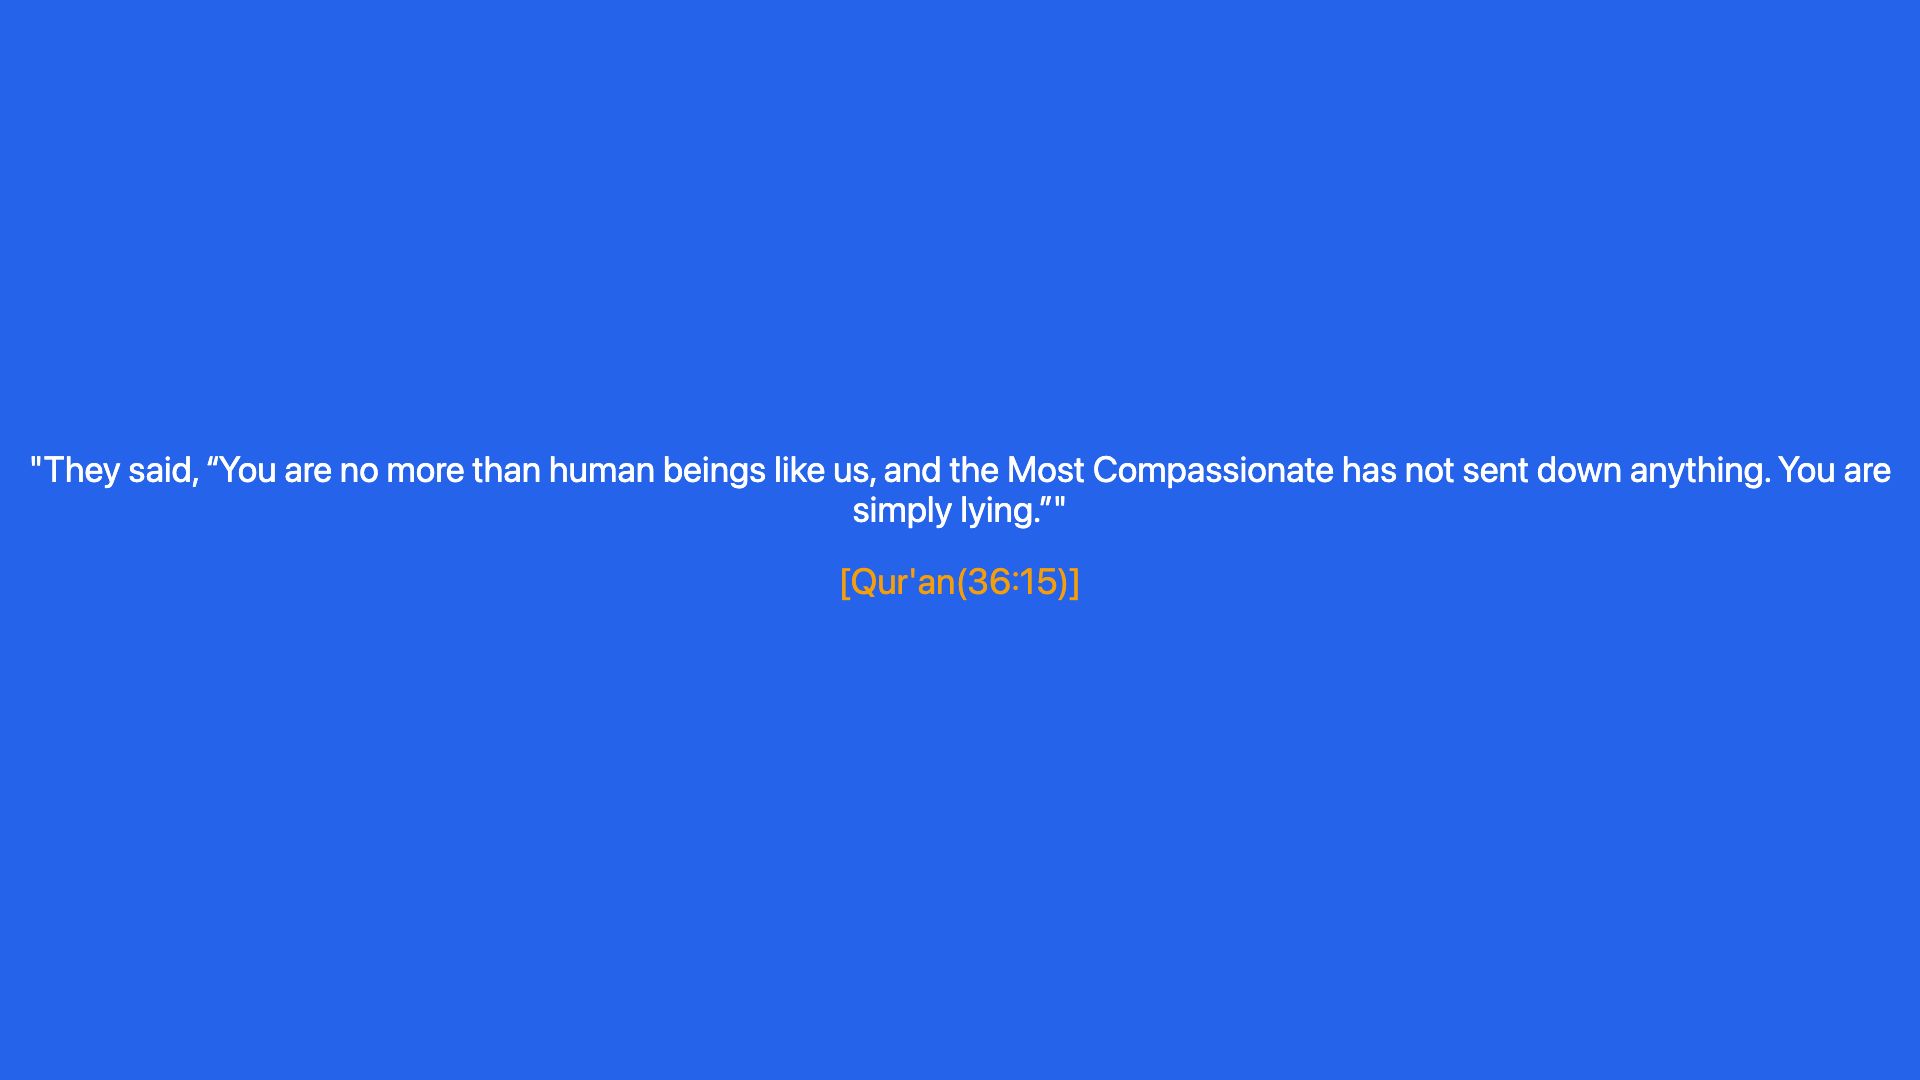 "They said, “You are no more than human beings like us, and the Most Compassionate has not sent down anything. You are
simply lying.”"
[Qur'an(36:15)]